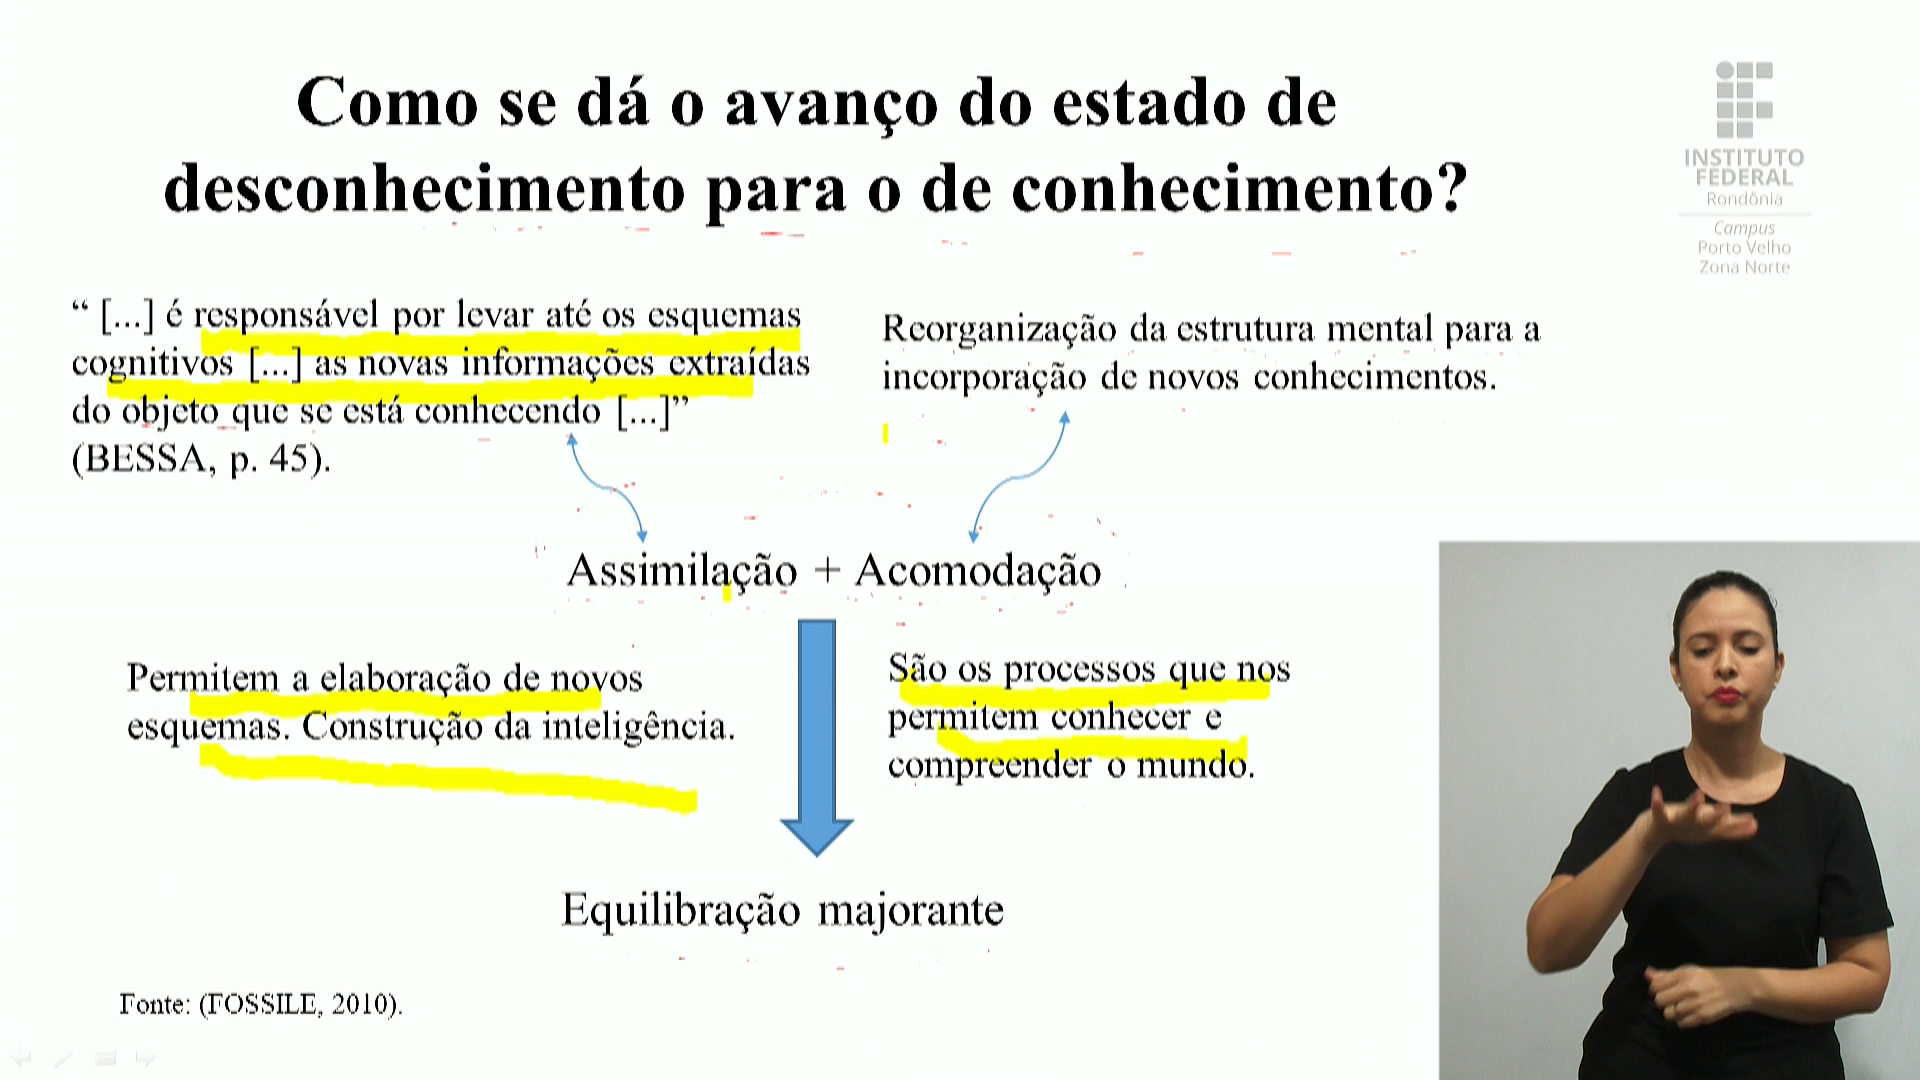 Como se dá o avanço do estado de
desconhecimento para o de conhecimento?
INSTITUTO
FEDERAL
Rondônia
Campus
Porto Velho
Zona Norte
“ [...] é responsável por levar até os esquemas
cognitivos [...] as novas informações extraídas
do objeto que se está conhecendo [...]”
(BESSA, p. 45).
Reorganização da estrutura mental para a
incorporação de novos conhecimentos.
Assimilação + Acomodação
Permitem a elaboração de novos
esquemas. Construção da inteligência.
São os processos que nos
permitem conhecer e
compreender o mundo.
Equilibração majorante
Fonte: (FOSSILE, 2010).